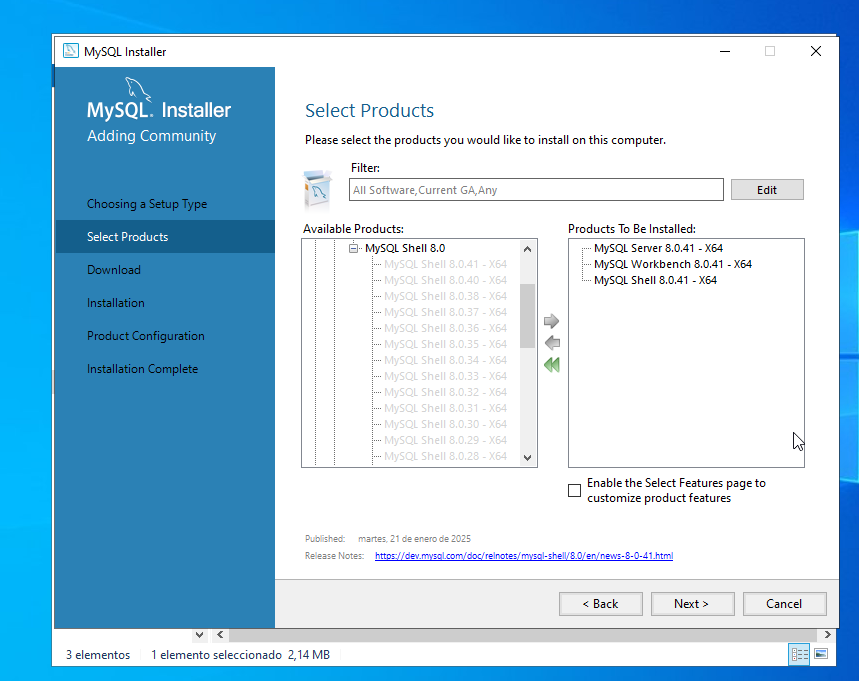 MySQL Installer
MySQL. Installer
Adding Community
Choosing a Setup Type
Select Products
Download
Installation
Product Configuration
Installation Complete
Select Products
Please select the products you would like to install on this computer.
Filter:
All Software,Current GA,Any
Edit
Available Products:
MySQL Shell 8.0
MySQL Shell 8.0.41 - X64
MySQL Shell 8.0.40 - X64
MySQL Shell 8.0.38 - X64
MySQL Shell 8.0.37 - X64
MySQL Shell 8.0.36 - X64
MySQL Shell 8.0.35 - X64
MySQL Shell 8.0.34 - X64
MySQL Shell 8.0.33 - X64
MySQL Shell 8.0.32 - X64
MySQL Shell 8.0.31 - X64
MySQL Shell 8.0.30 - X64
MySQL Shell 8.0.29 - X64
MySQL Shell 8.0.28 - X64
Products To Be Installed:
MySQL Server 8.0.41 - X64
MySQL Workbench 8.0.41 - X64
MySQL Shell 8.0.41 - X64
Enable the Select Features page to
customize product features
Published: martes, 21 de enero de 2025
Release Notes: https://dev.mysql.com/doc/relnotes/mysql-shell/8.0/en/news-8-0-41.html
< Back
Next >
Cancel
3 elementos
1 elemento seleccionado 2,14 MB